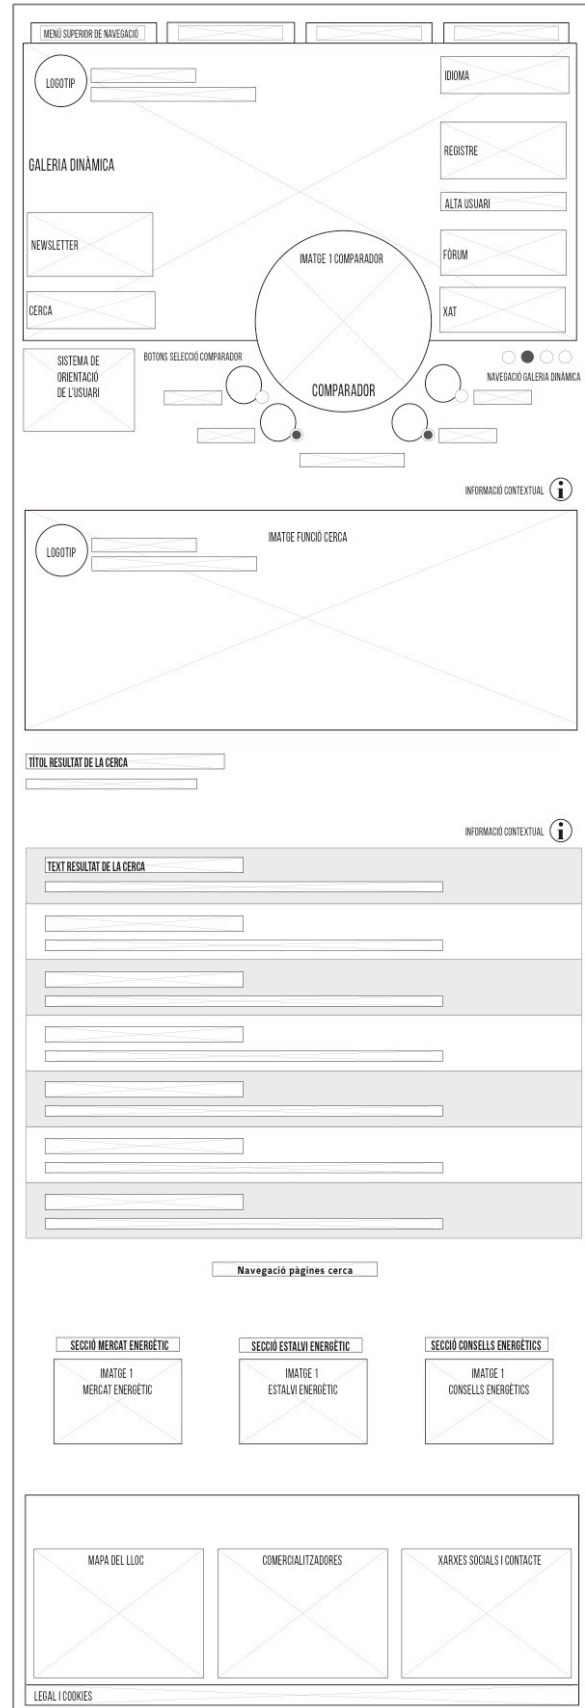 MENÚ SUPERIOR DE NAVEGACIÓ
LOGOTIP
IDIOMA
REGISTRE
GALERIA DINÀMICA
ALTA USUARI
NEWSLETTER
FÒRUM
IMATGE 1 COMPARADOR
CERCA
XAT
SISTEMA DE
ORIENTACIÓ
DE L'USUARI
BOTONS SELECCIÓ COMPARADOR
COMPARADOR
NAVEGACIÓ GALERIA DINÀMICA
INFORMACIÓ CONTEXTUAL i
LOGOTIP
IMATGE FUNCIÓ CERCA
TÍTOL RESULTAT DE LA CERCA
INFORMACIÓ CONTEXTUAL i
TEXT RESULTAT DE LA CERCA
Navegació pàgines cerca
SECCIÓ MERCAT ENERGÈTIC
SECCIÓ ESTALVI ENERGÈTIC
SECCIÓ CONSELLS ENERGÈTICS
IMATGE 1
MERCAT ENERGÈTIC
IMATGE 1
ESTALVI ENERGÈTIC
IMATGE 1
CONSELLS ENERGÈTICS
MAPA DEL LLOC
COMERCIALITZADORES
XARXES SOCIALS I CONTACTE
LEGAL I COOKIES